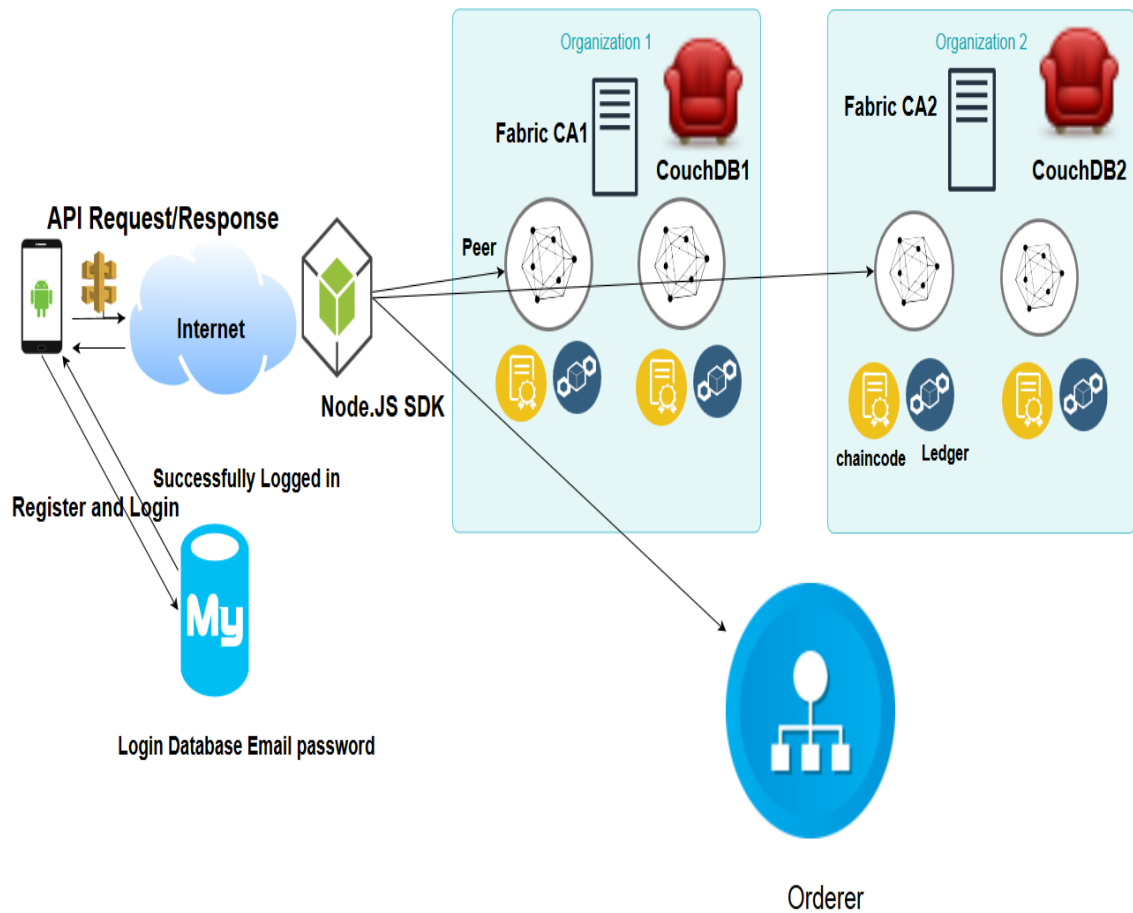 Organization 1
Organization 2
Fabric CA1
CouchDB1
Fabric CA2
CouchDB2
API Request/Response
Peer
Internet
Node.JS SDK
chaincode
Ledger
Successfully Logged in
Register and Login
My
Login Database Email password
Orderer